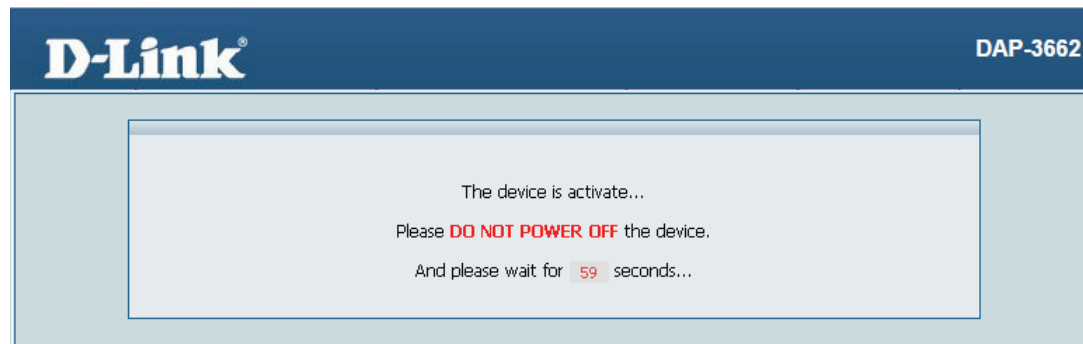 D-Link®
DAP-3662
The device is activate...
Please DO NOT POWER OFF the device.
And please wait for 59 seconds...